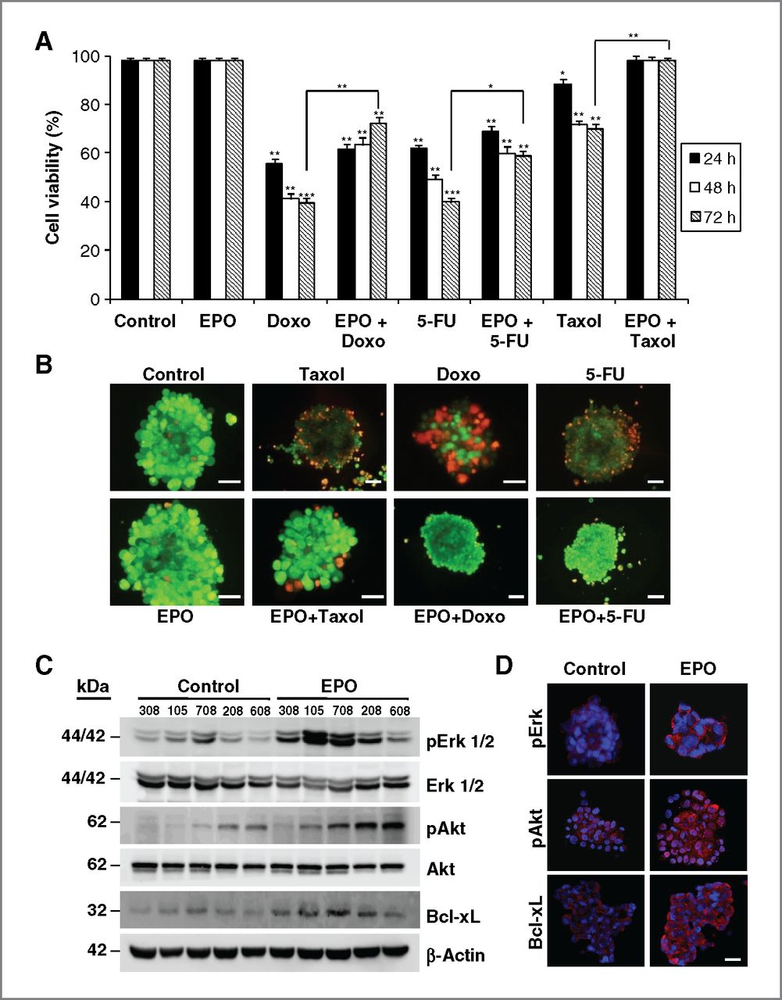 A
Cell viability (%)
100
80
60
40
20
0
** ** *** ** ** ** ** ** ** *** ** ** ** * ** ** * ** **
24 h
48 h
72 h
Control EPO Doxo EPO + Doxo 5-FU EPO + 5-FU Taxol EPO + Taxol
B
Control Taxol Doxo 5-FU
EPO EPO+Taxol EPO+Doxo EPO+5-FU
C
kDa Control EPO
308 105 708 208 608 308 105 708 208 608
44/42 pErk 1/2
44/42 Erk 1/2
62 pAkt
62 Akt
32 Bcl-xL
42 β-Actin
D
Control EPO
pErk
pAkt
Bcl-xL